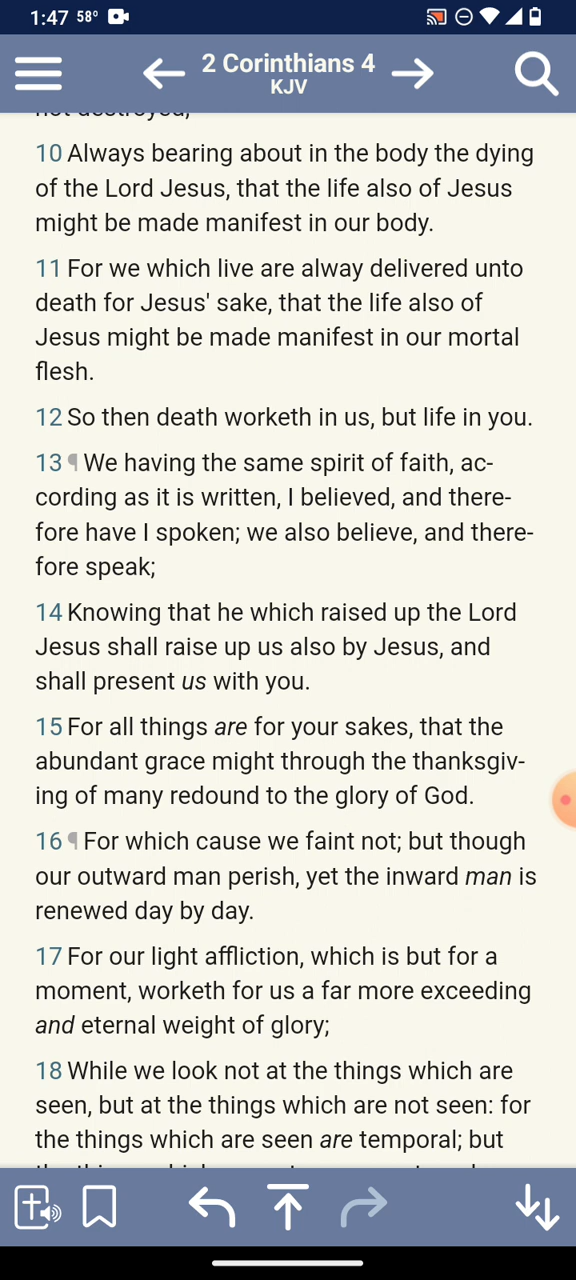 1:47 58°
2 Corinthians 4
KJV
not destroyed;
10 Always bearing about in the body the dying
of the Lord Jesus, that the life also of Jesus
might be made manifest in our body.
11 For we which live are alway delivered unto
death for Jesus' sake, that the life also of
Jesus might be made manifest in our mortal
flesh.
12 So then death worketh in us, but life in you.
13 ¶ We having the same spirit of faith, ac-
cording as it is written, I believed, and there-
fore have I spoken; we also believe, and there-
fore speak;
14 Knowing that he which raised up the Lord
Jesus shall raise up us also by Jesus, and
shall present us with you.
15 For all things are for your sakes, that the
abundant grace might through the thanksgiv-
ing of many redound to the glory of God.
16 ¶ For which cause we faint not; but though
our outward man perish, yet the inward man is
renewed day by day.
17 For our light affliction, which is but for a
moment, worketh for us a far more exceeding
and eternal weight of glory;
18 While we look not at the things which are
seen, but at the things which are not seen: for
the things which are seen are temporal; but